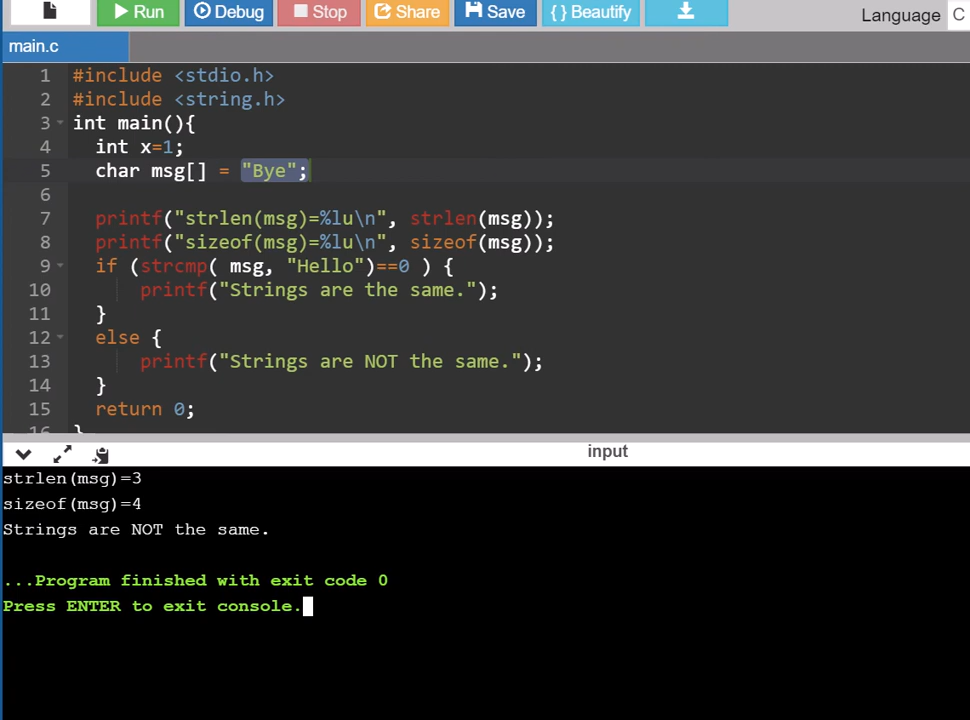 Run Debug Stop Share Save { } Beautify Language C
main.c
1 #include <stdio.h>
2 #include <string.h>
3 int main(){
4 int x=1;
5 char msg[] = "Bye";
6
7 printf("strlen(msg)=%lu\n", strlen(msg));
8 printf("sizeof(msg)=%lu\n", sizeof(msg));
9 if (strcmp( msg, "Hello")==0 ) {
10 printf("Strings are the same.");
11 }
12 else {
13 printf("Strings are NOT the same.");
14 }
15 return 0;
16 }
input
strlen(msg)=3
sizeof(msg)=4
Strings are NOT the same.
...Program finished with exit code 0
Press ENTER to exit console.